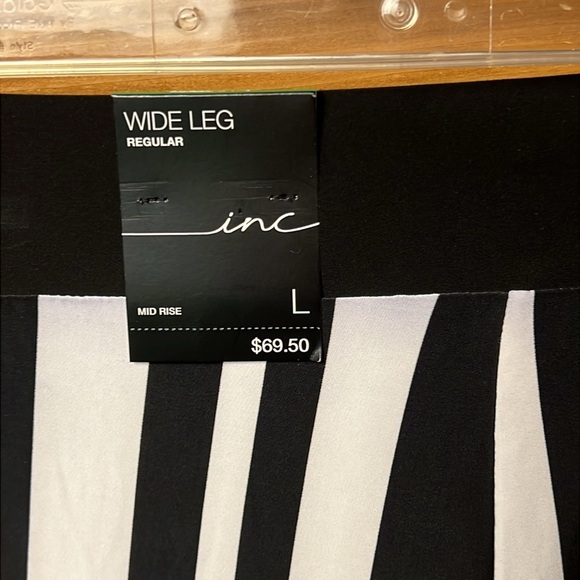 WIDE LEG
REGULAR
inc
MID RISE
L
$69.50